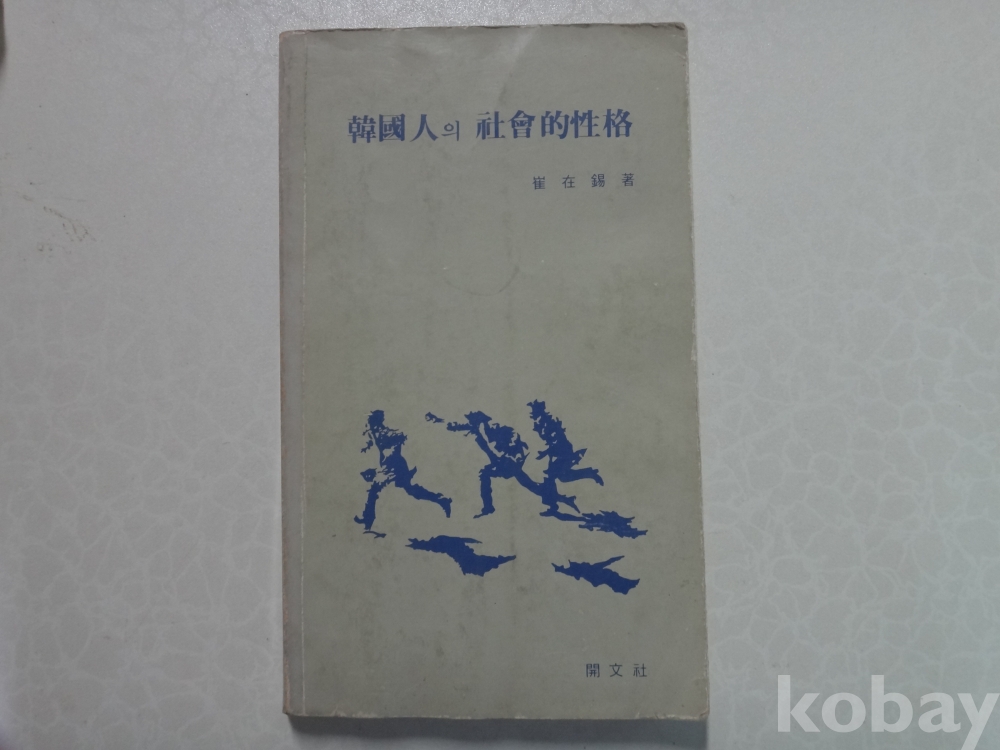 韓國人의 社會的性格
崔在錫著
開文社
kobay